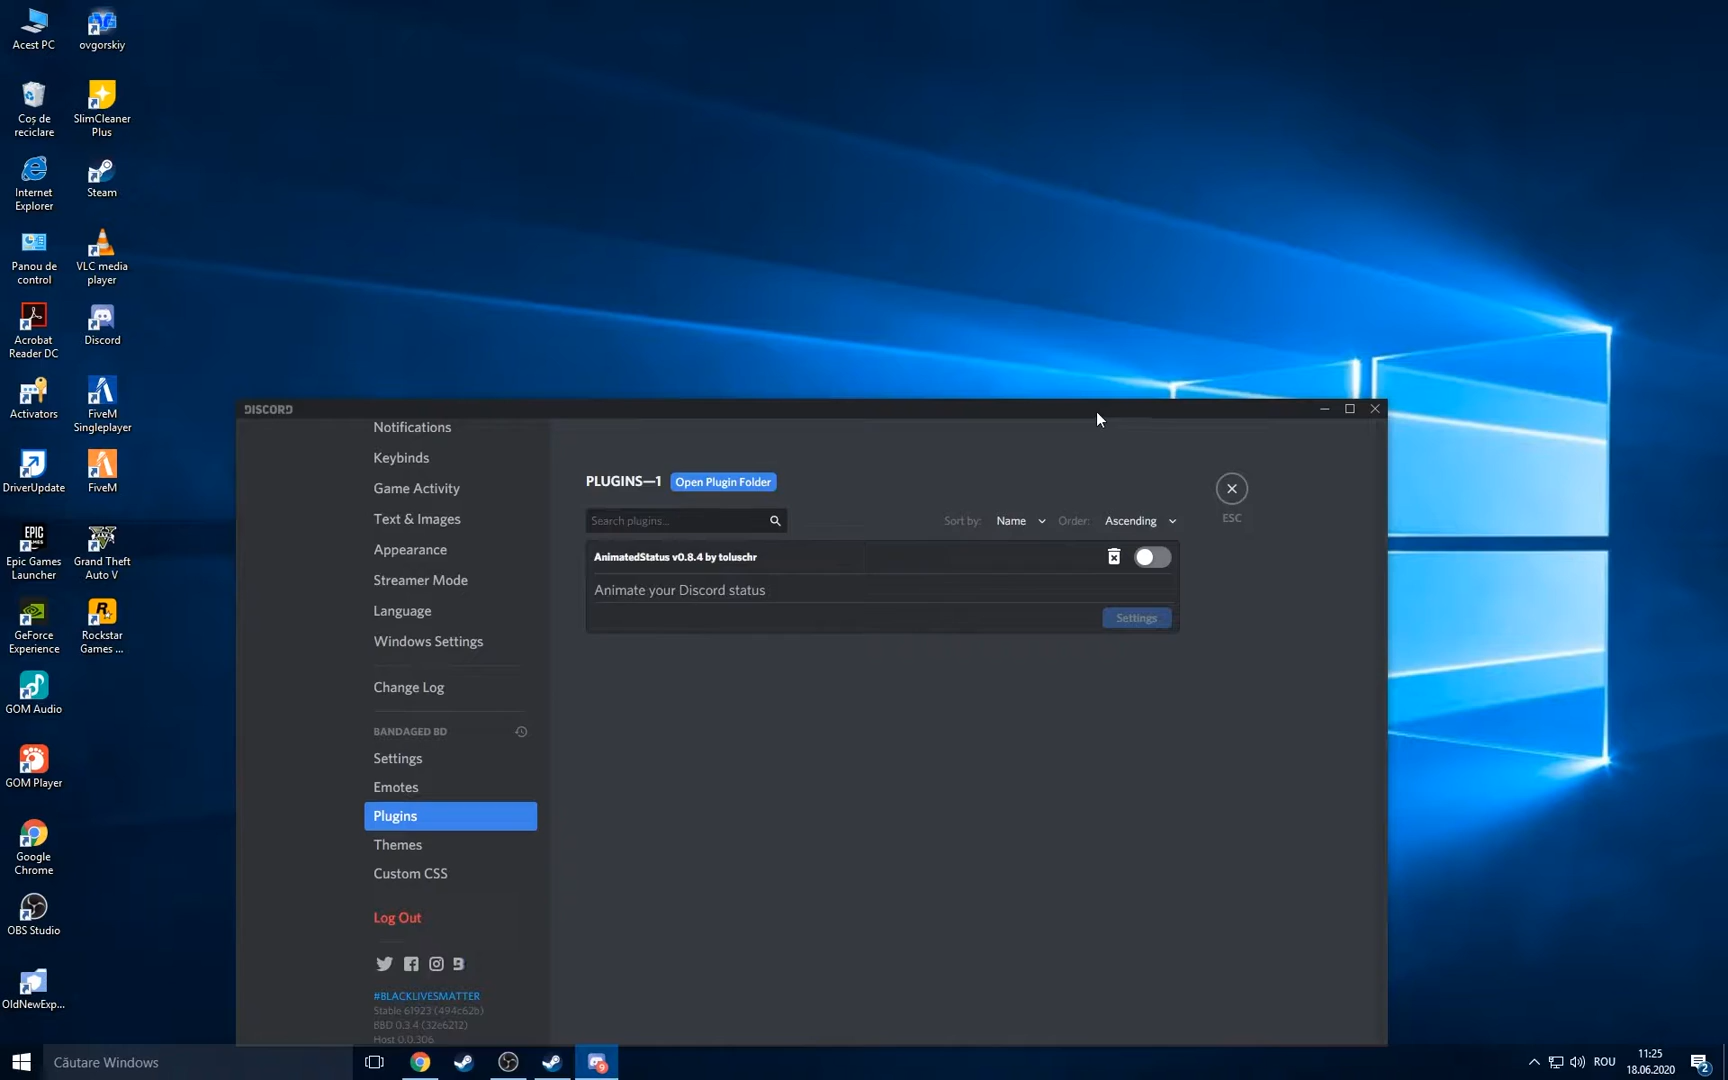 Acest PC
ovgorskiy
Coș de
reciclare
SlimCleaner
Plus
Internet
Explorer
Steam
Panou de
control
VLC media
player
Acrobat
Reader DC
Discord
Activators
FiveM
Singleplayer
DriverUpdate
FiveM
EPIC
GAMES
Epic Games
Launcher
Grand Theft
Auto V
GeForce
Experience
Rockstar
Games ...
GOM Audio
GOM Player
Google
Chrome
OBS Studio
OldNewExp...
DISCORD
Notifications
Keybinds
Game Activity
Text & Images
Appearance
Streamer Mode
Language
Windows Settings
Change Log
BANDAGED BD
Settings
Emotes
Plugins
Themes
Custom CSS
Log Out
#BLACKLIVESMATTER
Stable 61923 (494c62b)
BBD 0.3.4 (32e6212)
Host 0.0.306
PLUGINS—1
Open Plugin Folder
ESC
Search plugins...
Sort by:
Name
Order:
Ascending
AnimatedStatus v0.8.4 by toluschr
Animate your Discord status
Settings
Căutare Windows
9
ROU
11:25
18.06.2020
2